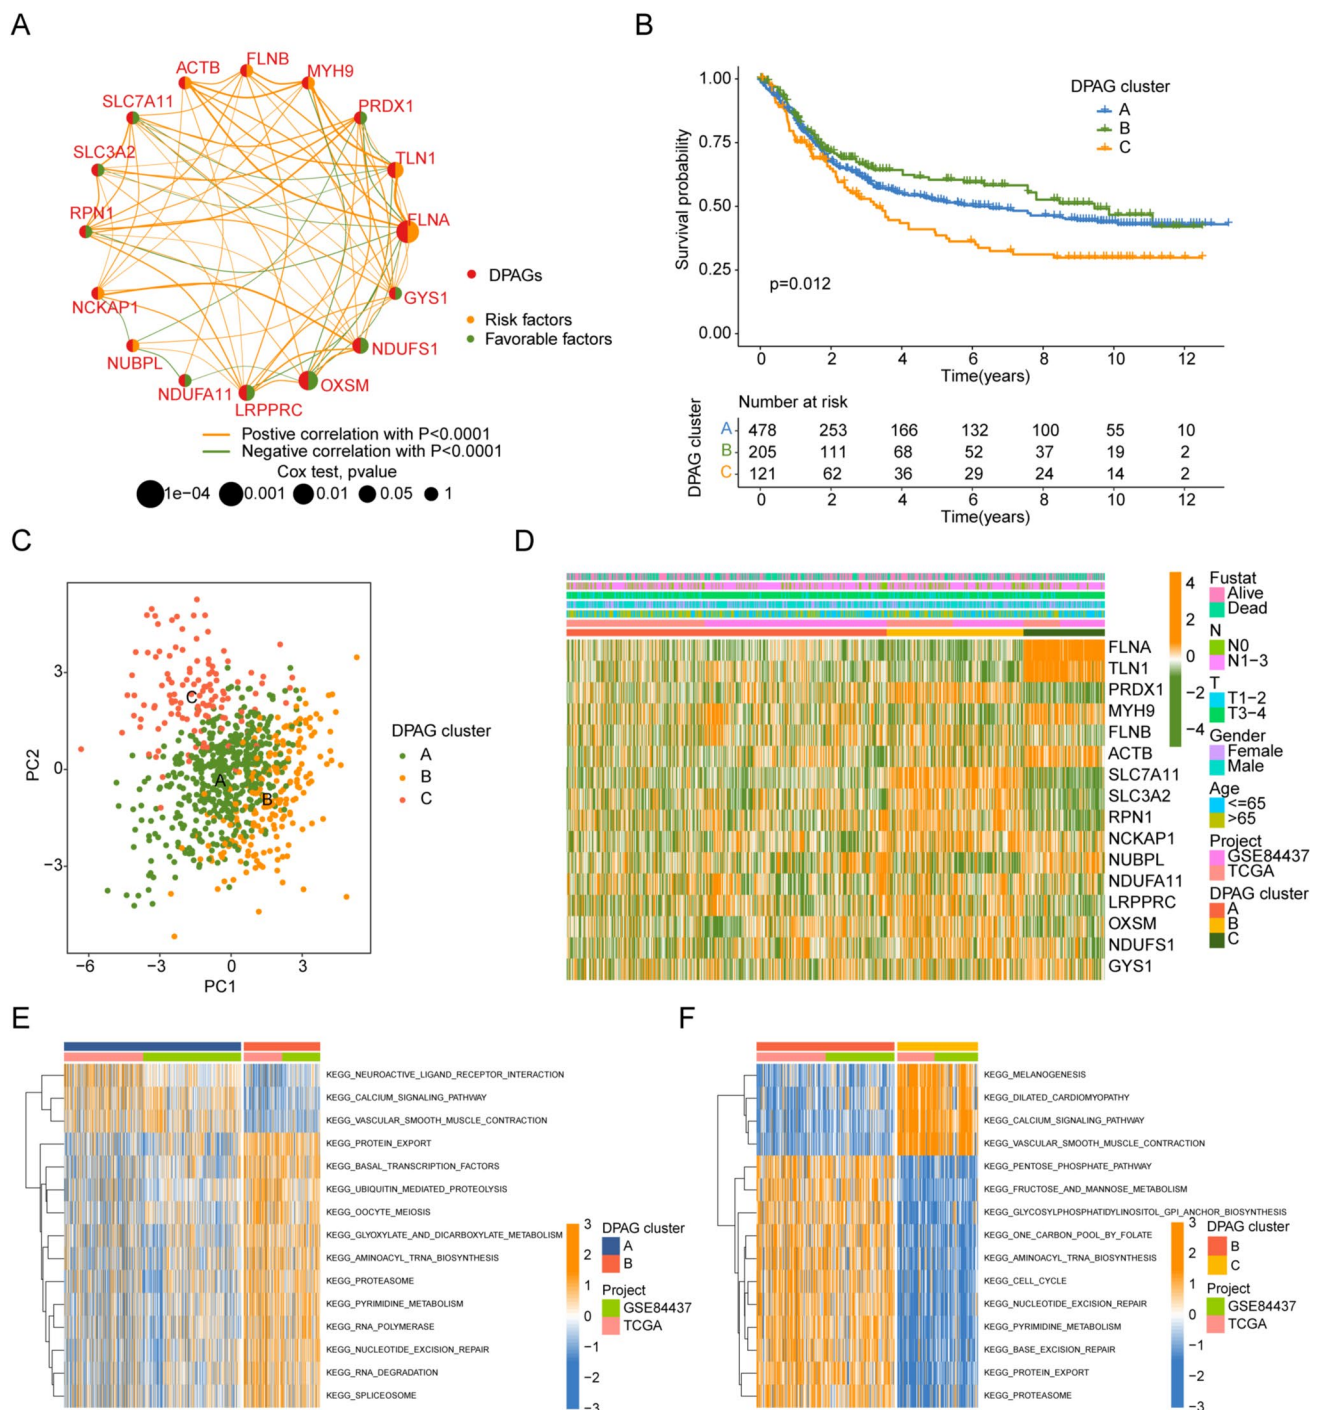 A
FLNB
ACTB
MYH9
SLC7A11
PRDX1
SLC3A2
TLN1
RPN1
FLNA
NCKAP1
GYS1
NUBPL
NDUFS1
NDUFA11
OXSM
LRPPRC
DPAGs
Risk factors
Favorable factors
Postive correlation with P<0.0001
Negative correlation with P<0.0001
Cox test, pvalue
1e−04 0.001 0.01 0.05 1
B
Survival probability
1.00
0.75
0.50
0.25
0.00
p=0.012
DPAG cluster
A
B
C
0 2 4 6 8 10 12
Time(years)
Number at risk
DPAG cluster
A 478 253 166 132 100 55 10
B 205 111 68 52 37 19 2
C 121 62 36 29 24 14 2
0 2 4 6 8 10 12
Time(years)
C
PC2
3
0
−3
C
A
B
−6 −3 0 3
PC1
DPAG cluster
A
B
C
D
FLNA
TLN1
PRDX1
MYH9
FLNB
ACTB
SLC7A11
SLC3A2
RPN1
NCKAP1
NUBPL
NDUFA11
LRPPRC
OXSM
NDUFS1
GYS1
4
2
0
−2
−4
Fustat
Alive
Dead
N
N0
N1−3
T
T1−2
T3−4
Gender
Female
Male
Age
<=65
>65
Project
GSE84437
TCGA
DPAG cluster
A
B
C
E
KEGG_NEUROACTIVE_LIGAND_RECEPTOR_INTERACTION
KEGG_CALCIUM_SIGNALING_PATHWAY
KEGG_VASCULAR_SMOOTH_MUSCLE_CONTRACTION
KEGG_PROTEIN_EXPORT
KEGG_BASAL_TRANSCRIPTION_FACTORS
KEGG_UBIQUITIN_MEDIATED_PROTEOLYSIS
KEGG_OOCYTE_MEIOSIS
KEGG_GLYOXYLATE_AND_DICARBOXYLATE_METABOLISM
KEGG_AMINOACYL_TRNA_BIOSYNTHESIS
KEGG_PROTEASOME
KEGG_PYRIMIDINE_METABOLISM
KEGG_RNA_POLYMERASE
KEGG_NUCLEOTIDE_EXCISION_REPAIR
KEGG_RNA_DEGRADATION
KEGG_SPLICEOSOME
3
2
1
0
−1
−2
−3
DPAG cluster
A
B
Project
GSE84437
TCGA
F
KEGG_MELANOGENESIS
KEGG_DILATED_CARDIOMYOPATHY
KEGG_CALCIUM_SIGNALING_PATHWAY
KEGG_VASCULAR_SMOOTH_MUSCLE_CONTRACTION
KEGG_PENTOSE_PHOSPHATE_PATHWAY
KEGG_FRUCTOSE_AND_MANNOSE_METABOLISM
KEGG_GLYCOSYLPHOSPHATIDYLINOSITOL_GPI_ANCHOR_BIOSYNTHESIS
KEGG_ONE_CARBON_POOL_BY_FOLATE
KEGG_AMINOACYL_TRNA_BIOSYNTHESIS
KEGG_CELL_CYCLE
KEGG_NUCLEOTIDE_EXCISION_REPAIR
KEGG_PYRIMIDINE_METABOLISM
KEGG_BASE_EXCISION_REPAIR
KEGG_PROTEIN_EXPORT
KEGG_PROTEASOME
3
2
1
0
−1
−2
−3
DPAG cluster
B
C
Project
GSE84437
TCGA